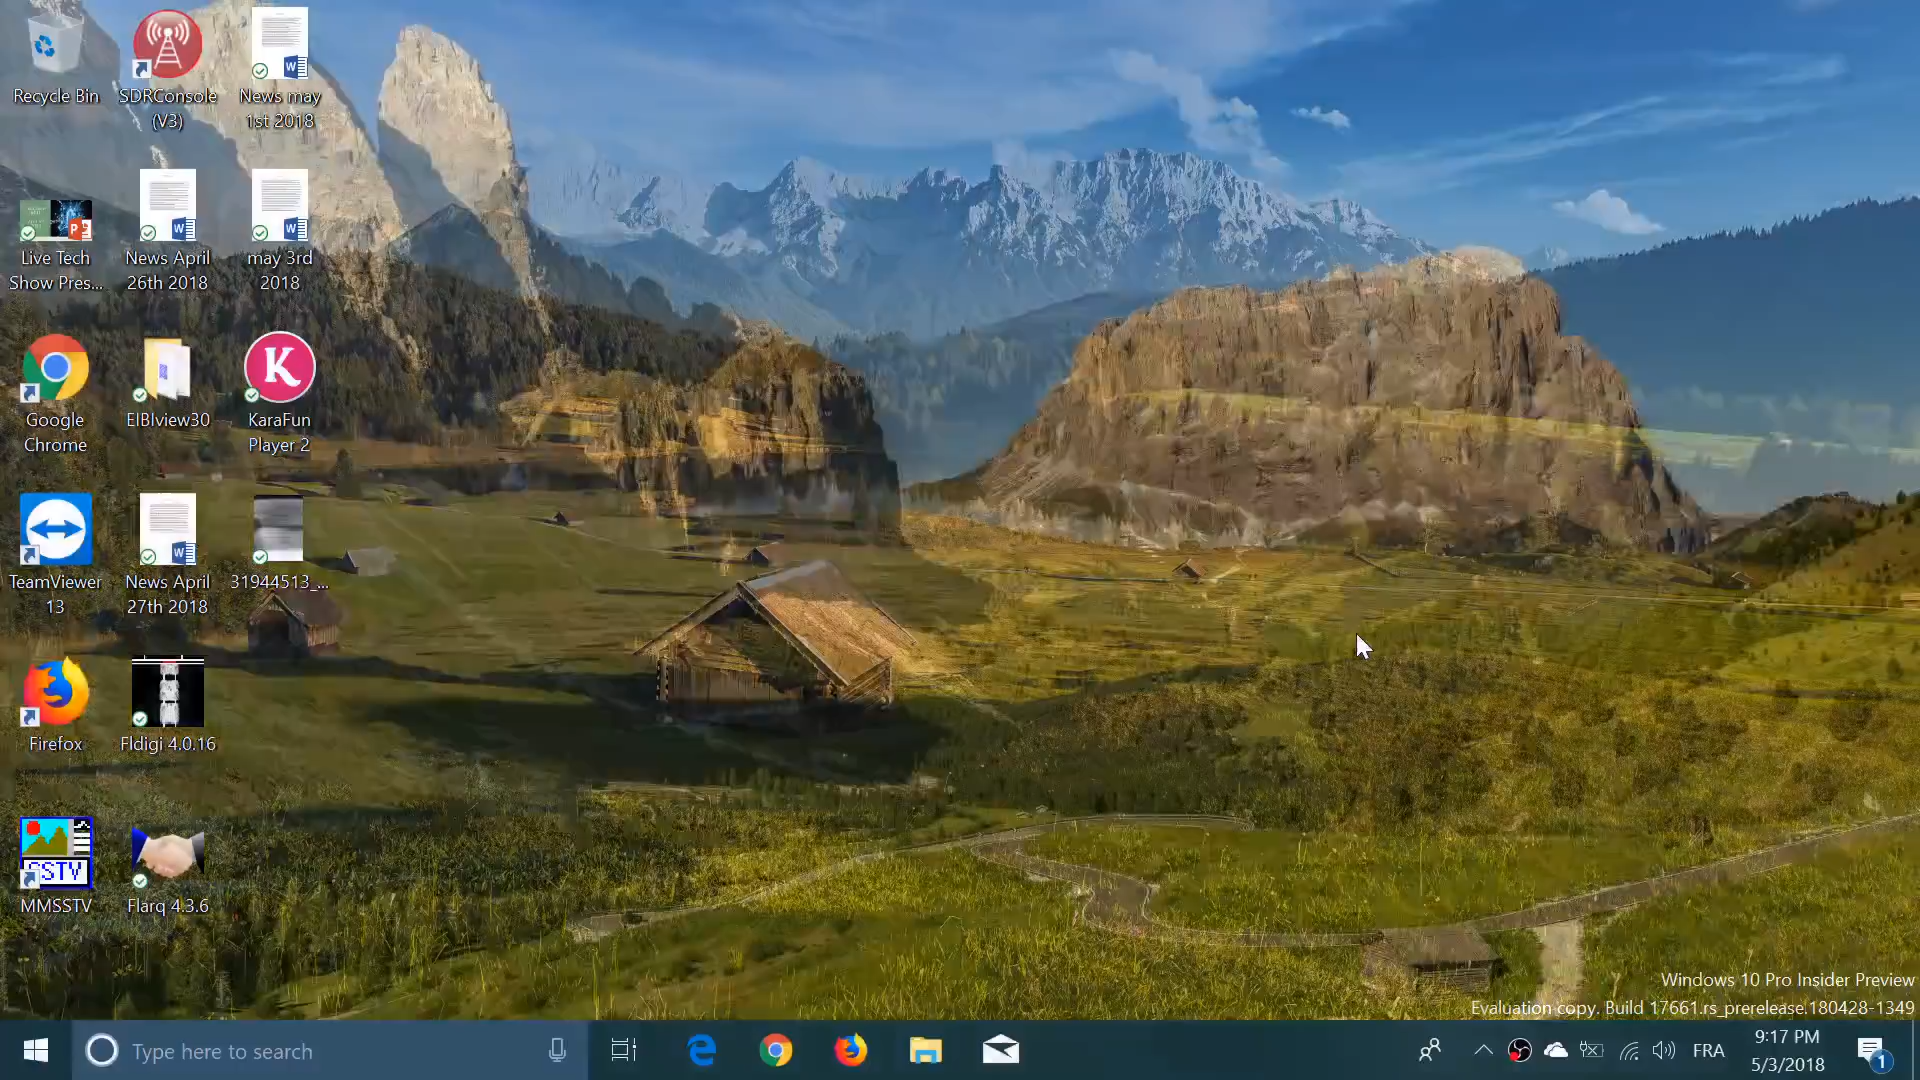 Recycle Bin
SDRConsole
(V3)
News may
1st 2018
Live Tech
Show Pres...
News April
26th 2018
may 3rd
2018
Google
Chrome
EIBIview30
K
KaraFun
Player 2
TeamViewer
13
News April
27th 2018
31944513_...
Firefox
Fldigi 4.0.16
SSTV
MMSSTV
Flarq 4.3.6
Windows 10 Pro Insider Preview
Evaluation copy. Build 17661.rs_prerelease.180428-1349
Type here to search
FRA
9:17 PM
5/3/2018
1